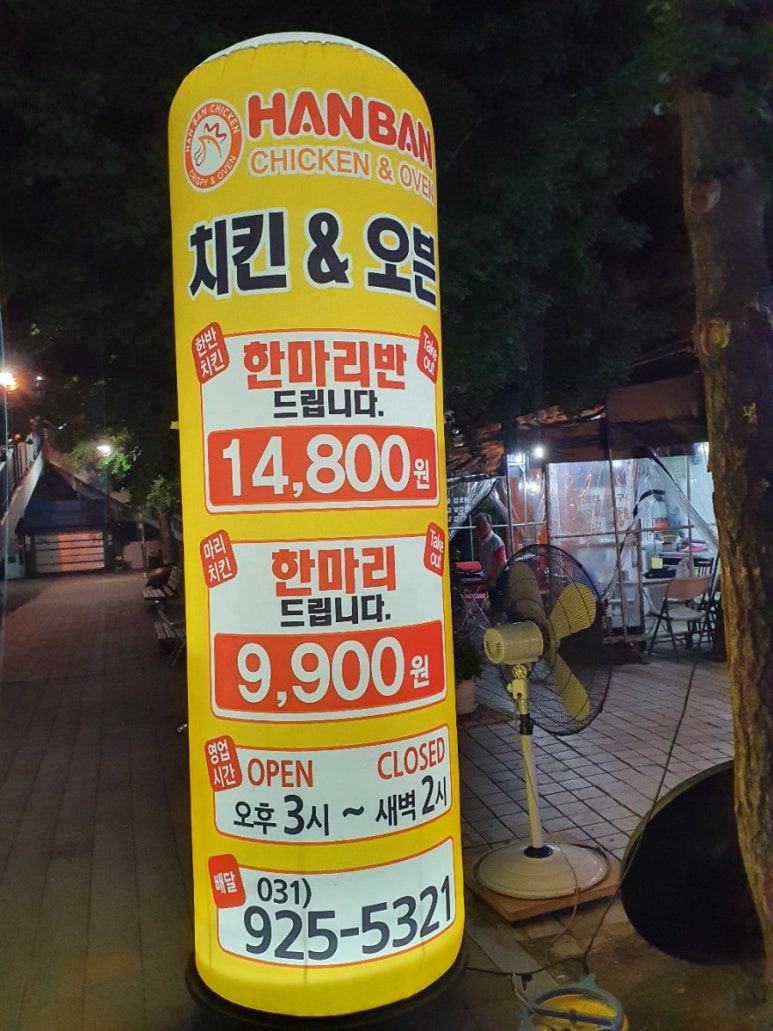 HAN BAN CHICKEN
CRISPY & OVEN
HANBAN
CHICKEN & OVEN
치킨 & 오븐
한반
치킨
Take
out
한마리반
드립니다.
14,800원
마리
치킨
Take
out
한마리
드립니다.
9,900원
영업
시간
OPEN CLOSED
오후 3시 ~ 새벽 2시
배달
031)
925-5321